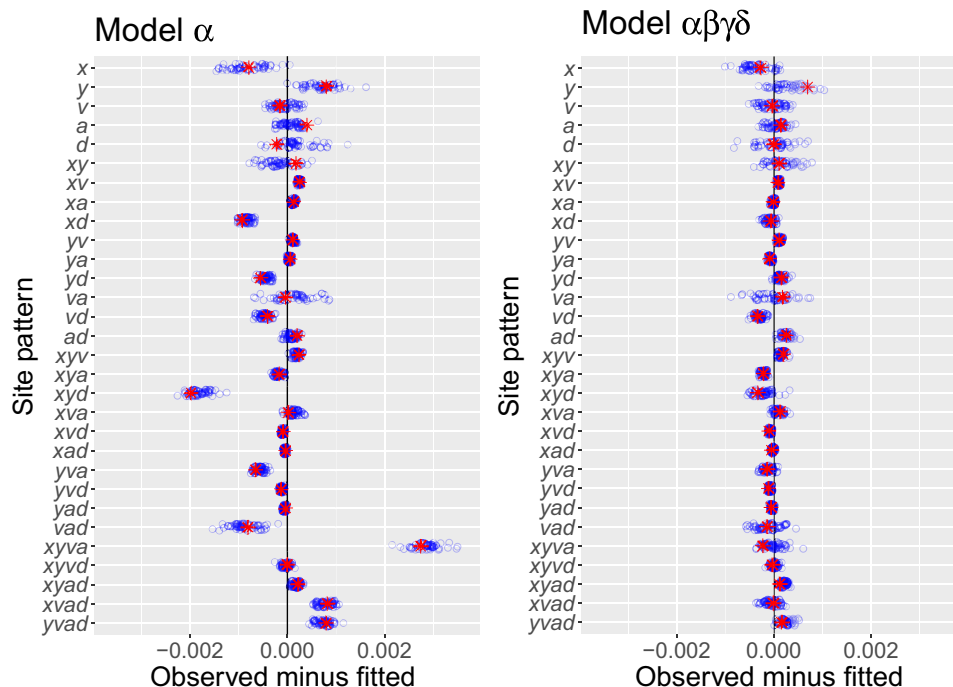 Model α
Site pattern
x
y
v
a
d
xy
xv
xa
xd
yv
ya
yd
va
vd
ad
xyv
xya
xyd
xva
xvd
xad
yva
yvd
yad
vad
xyva
xyvd
xyad
xvad
yvad
−0.002 0.000 0.002
Observed minus fitted
Model αβγδ
Site pattern
x
y
v
a
d
xy
xv
xa
xd
yv
ya
yd
va
vd
ad
xyv
xya
xyd
xva
xvd
xad
yva
yvd
yad
vad
xyva
xyvd
xyad
xvad
yvad
−0.002 0.000 0.002
Observed minus fitted